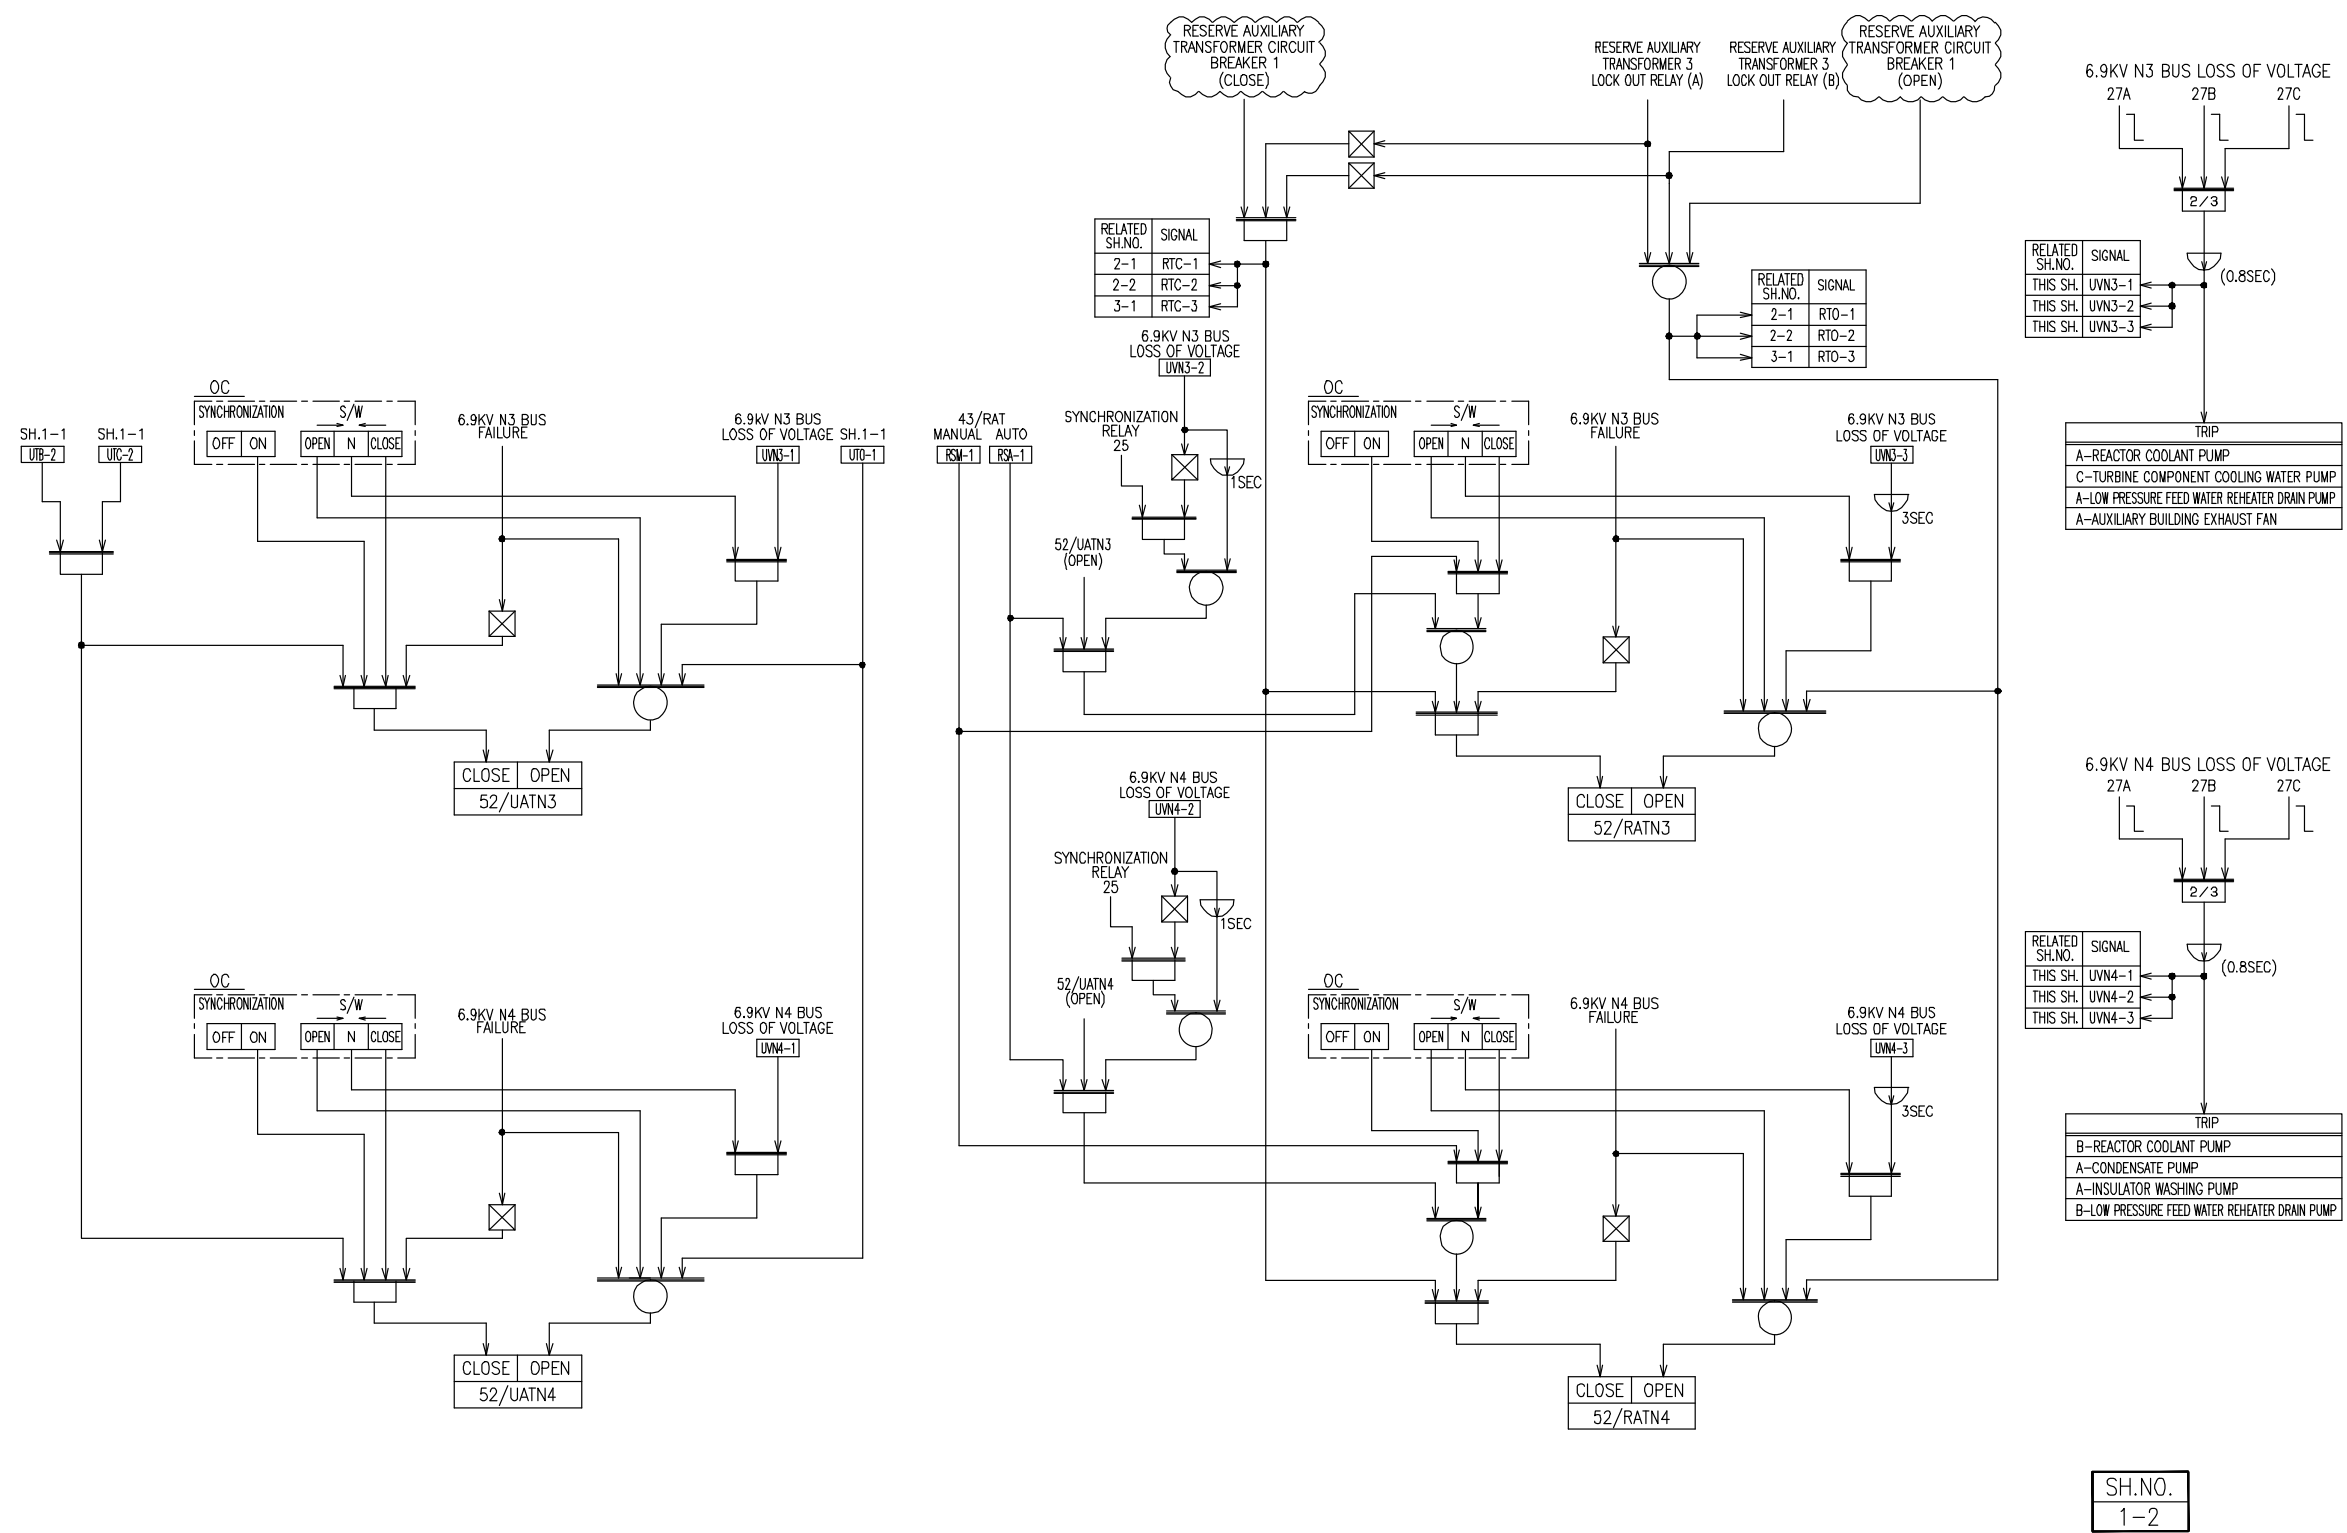 RESERVE AUXILIARY
TRANSFORMER CIRCUIT
BREAKER 1
(CLOSE)
RESERVE AUXILIARY
TRANSFORMER 3
LOCK OUT RELAY (A)
RESERVE AUXILIARY
TRANSFORMER 3
LOCK OUT RELAY (B)
RESERVE AUXILIARY
TRANSFORMER CIRCUIT
BREAKER 1
(OPEN)
6.9KV N3 BUS LOSS OF VOLTAGE
27A 27B 27C
2/3
(0.8SEC)
RELATED SH.NO. SIGNAL
THIS SH. UVN3-1
THIS SH. UVN3-2
THIS SH. UVN3-3
TRIP
A-REACTOR COOLANT PUMP
C-TURBINE COMPONENT COOLING WATER PUMP
A-LOW PRESSURE FEED WATER REHEATER DRAIN PUMP
A-AUXILIARY BUILDING EXHAUST FAN
RELATED SH.NO. SIGNAL
2-1 RTC-1
2-2 RTC-2
3-1 RTC-3
RELATED SH.NO. SIGNAL
2-1 RTO-1
2-2 RTO-2
3-1 RTO-3
SH.1-1
UTB-2
SH.1-1
UTC-2
OC
SYNCHRONIZATION S/W
OFF ON OPEN N CLOSE
6.9KV N3 BUS
FAILURE
6.9kV N3 BUS
LOSS OF VOLTAGE
UVN3-1
SH.1-1
UTO-1
CLOSE OPEN
52/UATN3
43/RAT
MANUAL AUTO
RSM-1 RSA-1
6.9KV N3 BUS
LOSS OF VOLTAGE
UVN3-2
SYNCHRONIZATION
RELAY
25
1SEC
52/UATN3
(OPEN)
OC
SYNCHRONIZATION S/W
OFF ON OPEN N CLOSE
6.9KV N3 BUS
FAILURE
6.9KV N3 BUS
LOSS OF VOLTAGE
UVN3-3
3SEC
CLOSE OPEN
52/RATN3
6.9KV N4 BUS LOSS OF VOLTAGE
27A 27B 27C
2/3
(0.8SEC)
RELATED SH.NO. SIGNAL
THIS SH. UVN4-1
THIS SH. UVN4-2
THIS SH. UVN4-3
TRIP
B-REACTOR COOLANT PUMP
A-CONDENSATE PUMP
A-INSULATOR WASHING PUMP
B-LOW PRESSURE FEED WATER REHEATER DRAIN PUMP
OC
SYNCHRONIZATION S/W
OFF ON OPEN N CLOSE
6.9KV N4 BUS
FAILURE
6.9KV N4 BUS
LOSS OF VOLTAGE
UVN4-1
CLOSE OPEN
52/UATN4
6.9KV N4 BUS
LOSS OF VOLTAGE
UVN4-2
SYNCHRONIZATION
RELAY
25
1SEC
52/UATN4
(OPEN)
OC
SYNCHRONIZATION S/W
OFF ON OPEN N CLOSE
6.9KV N4 BUS
FAILURE
6.9KV N4 BUS
LOSS OF VOLTAGE
UVN4-3
3SEC
CLOSE OPEN
52/RATN4
SH.NO.
1-2